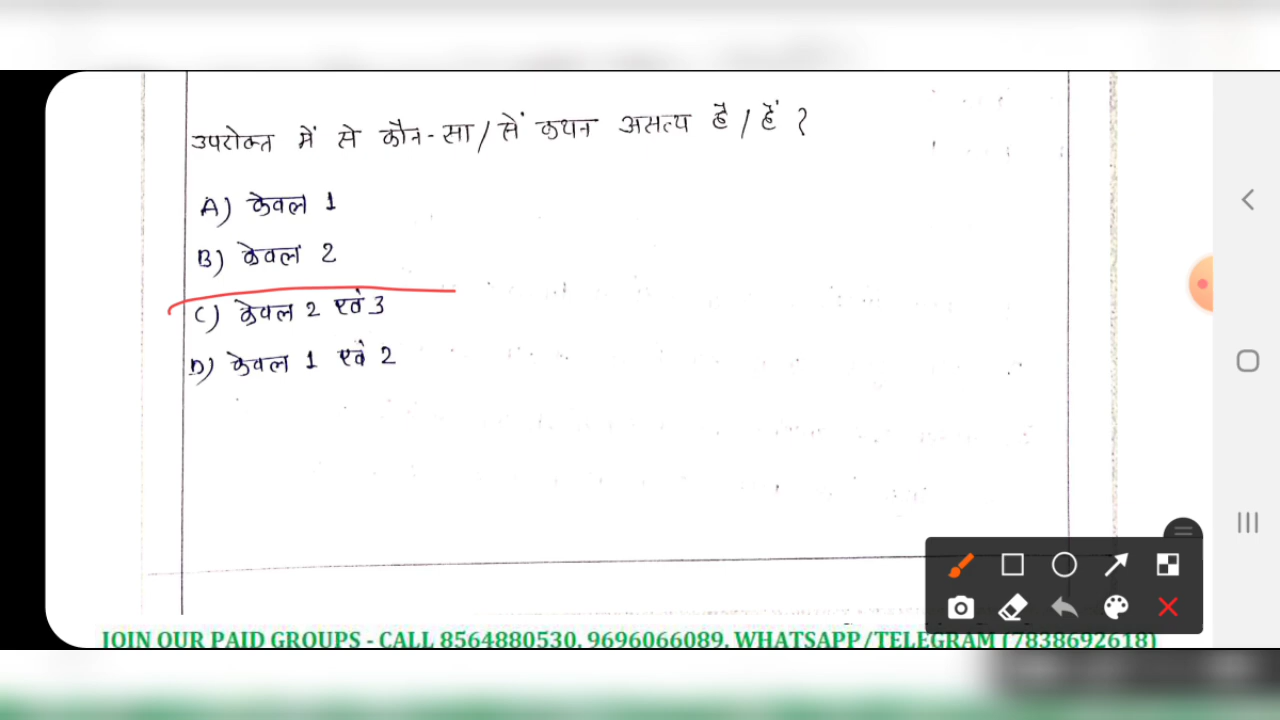 उपरोक्त में से कौन-सा/सें कथन असत्य है/हैं ?
A) केवल 1
B) केवल 2
C) केवल 2 एवं 3
D) केवल 1 एवं 2
JOIN OUR PAID GROUPS - CALL 8564880530, 9696066089, WHATSAPP/TELEGRAM (7838692618)